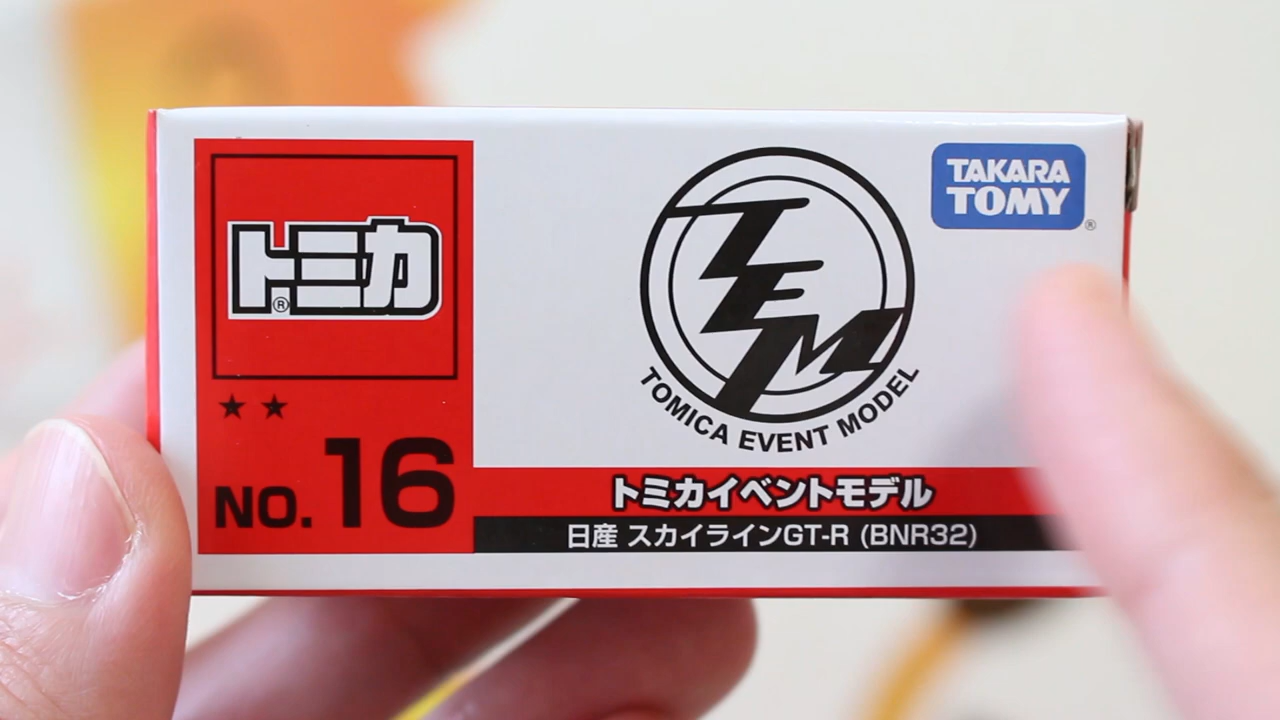 トミカ®
★★
NO.16
TEM
TOMICA EVENT MODEL
TAKARA
TOMY®
トミカイベントモデル
日産 スカイラインGT-R (BNR32)